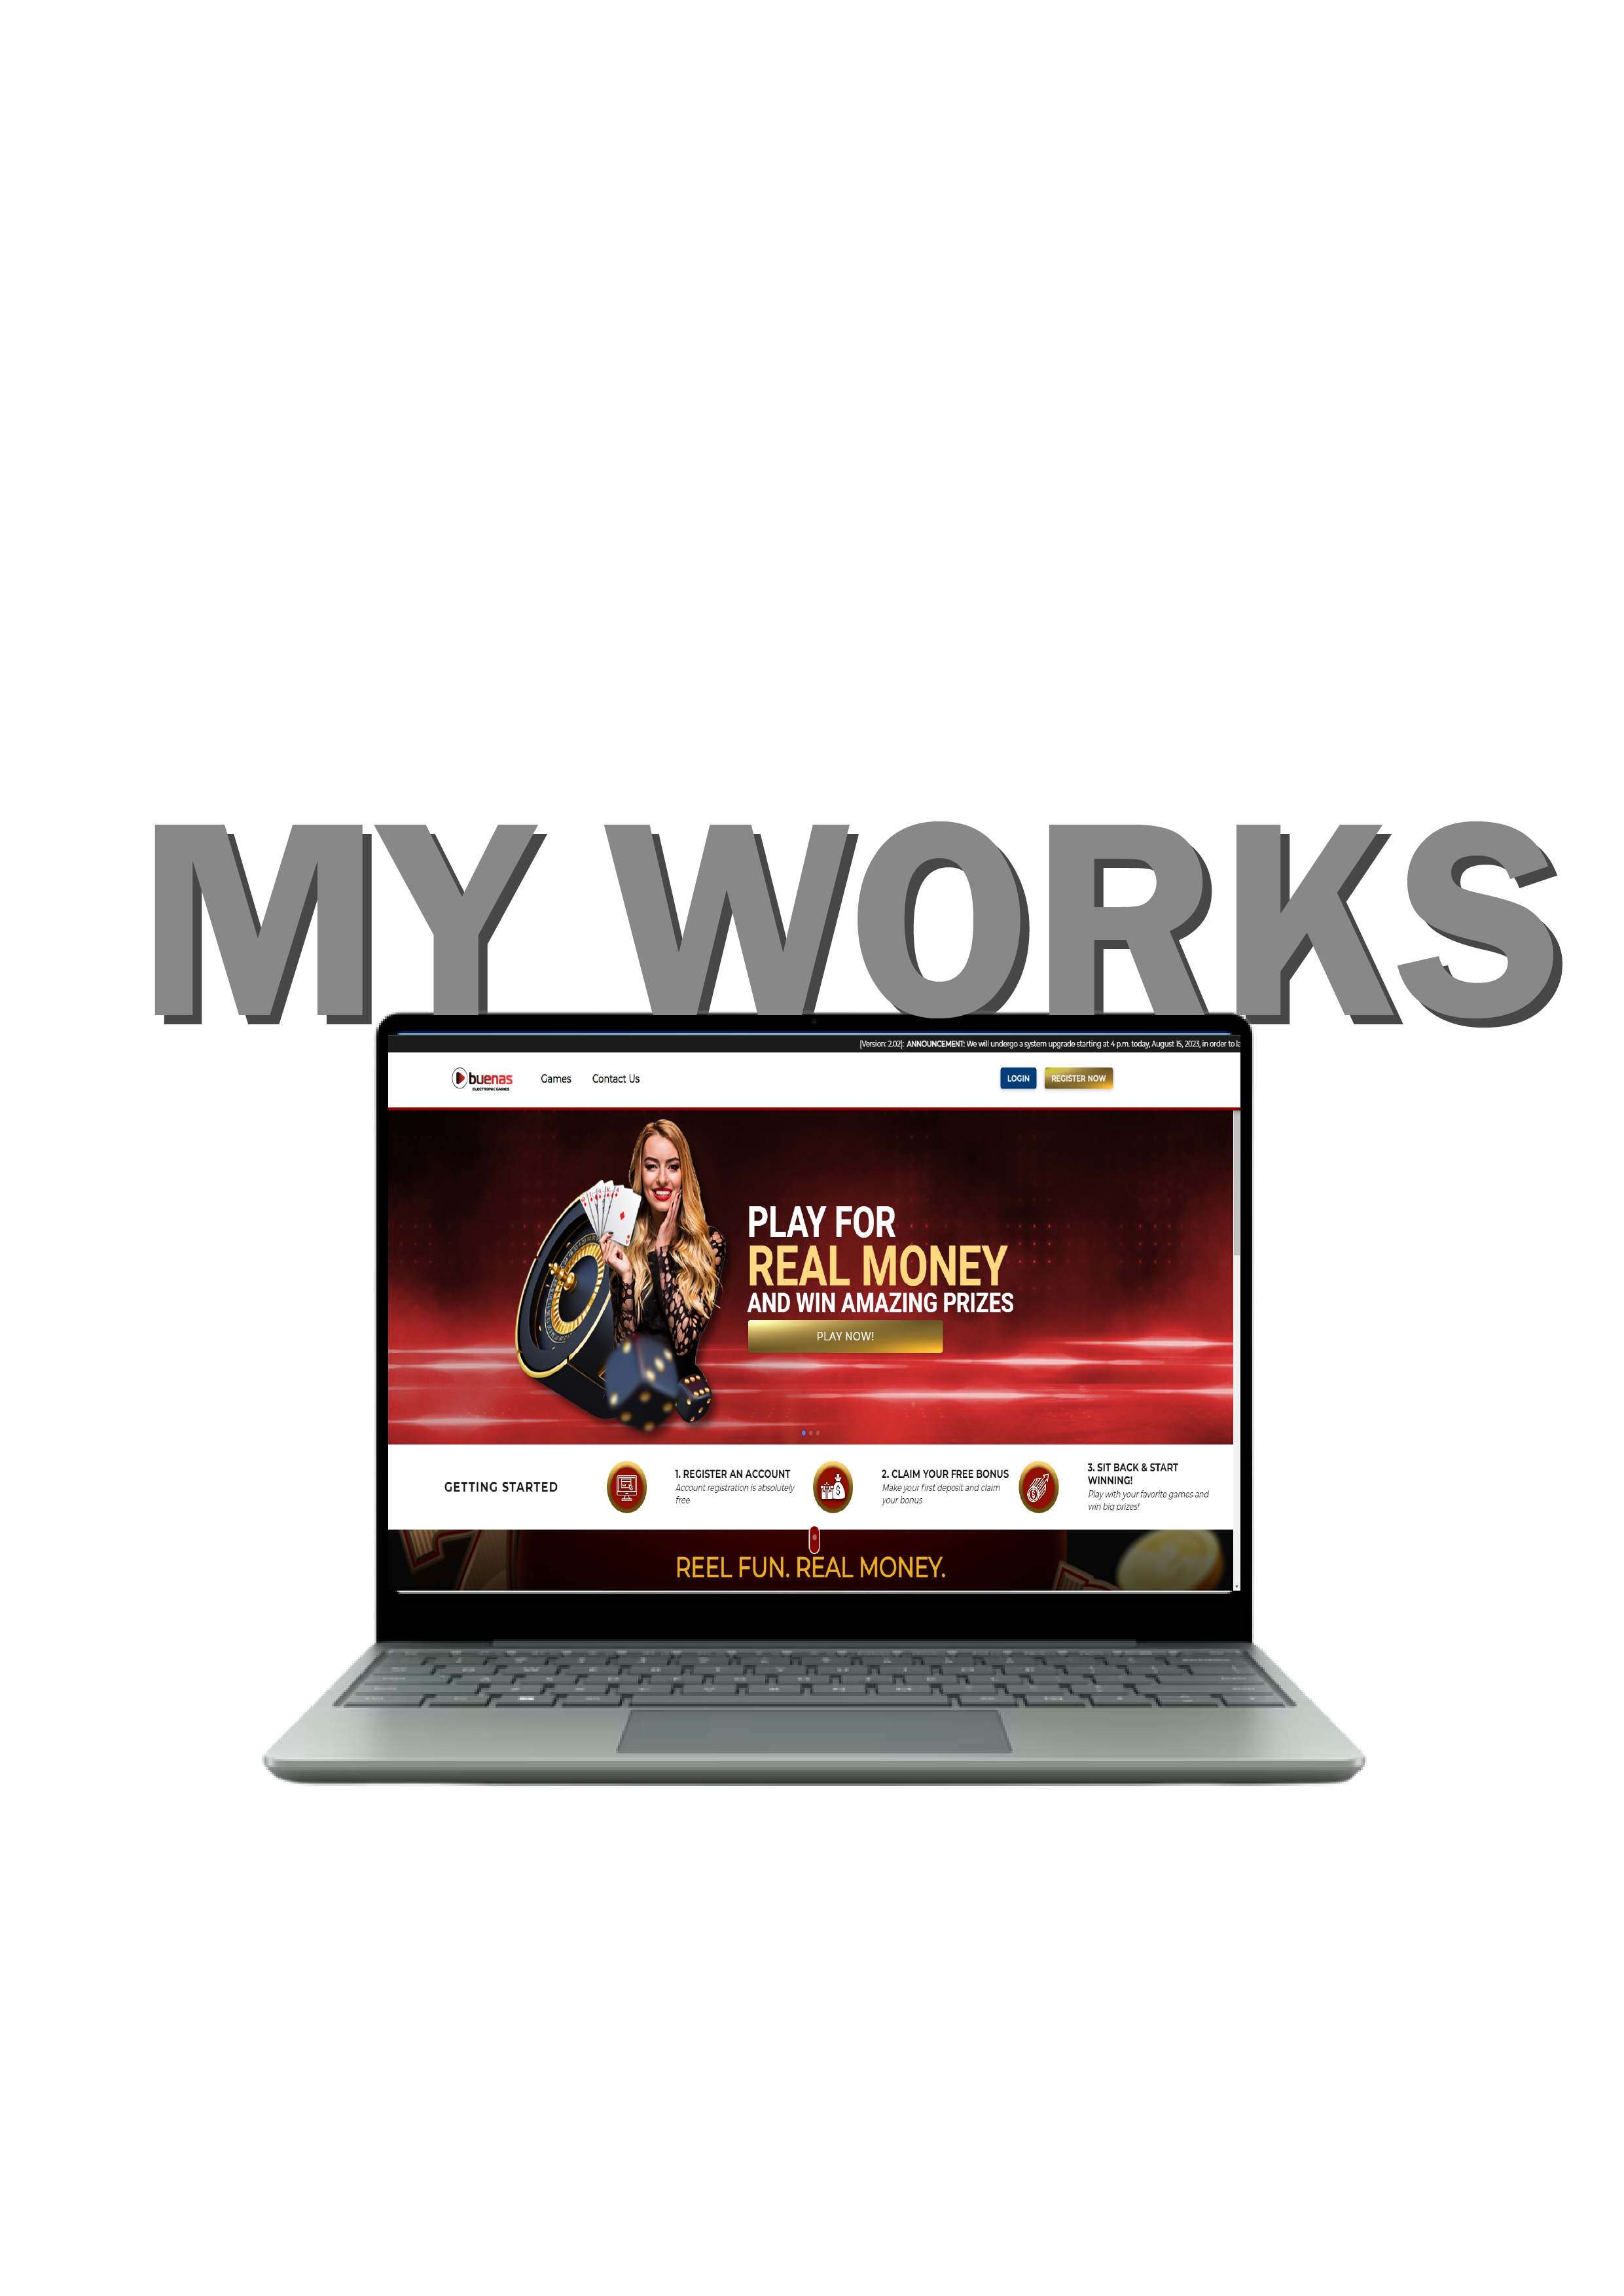 MY WORKS
[Version: 2.02]: ANNOUNCEMENT: We will undergo a system upgrade starting at 4 p.m. today, August 15, 2023, in order to
buenas
ELECTRONIC GAMES
Games
Contact Us
LOGIN
REGISTER NOW
PLAY FOR
REAL MONEY
AND WIN AMAZING PRIZES
PLAY NOW!
GETTING STARTED
1. REGISTER AN ACCOUNT
Account registration is absolutely
free
2. CLAIM YOUR FREE BONUS
Make your first deposit and claim
your bonus
3. SIT BACK & START
WINNING!
Play with your favorite games and
win big prizes!
REEL FUN. REAL MONEY.